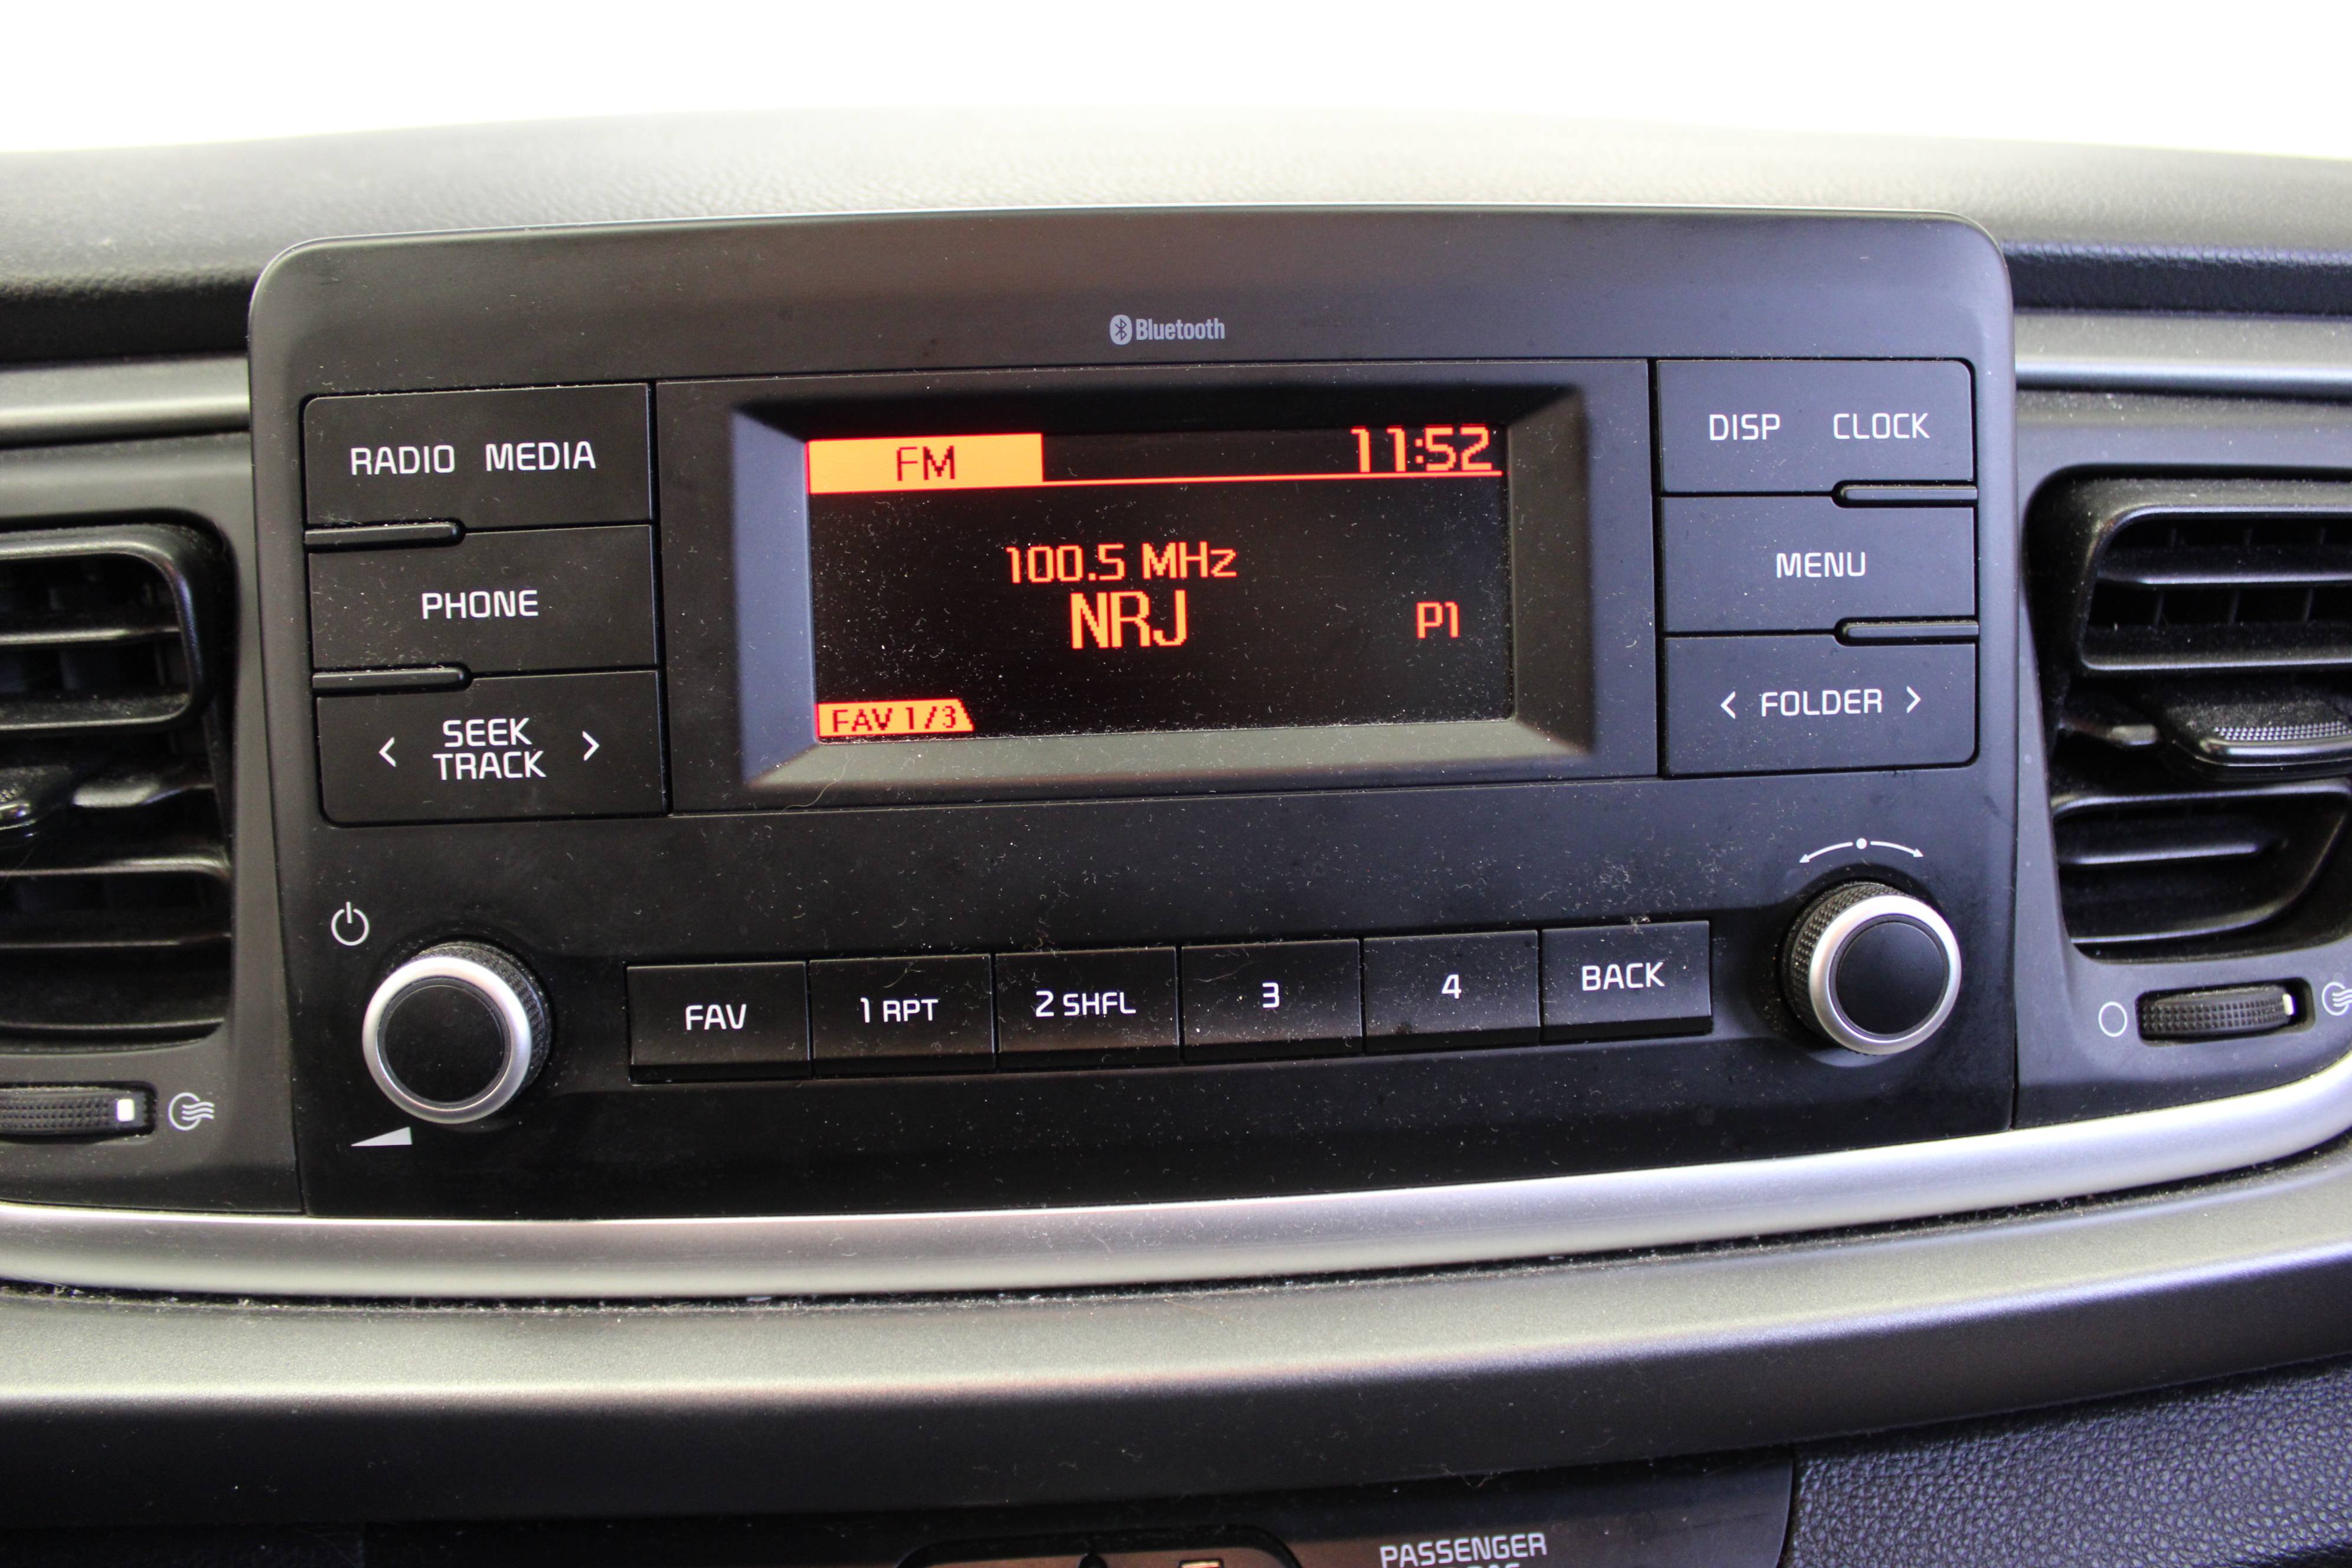 Bluetooth
RADIO MEDIA
PHONE
< SEEK TRACK >
FM 11:52
100.5 MHz
NRJ
P1
FAV 1/3
DISP CLOCK
MENU
< FOLDER >
FAV
1 RPT
2 SHFL
3
4
BACK
PASSENGER